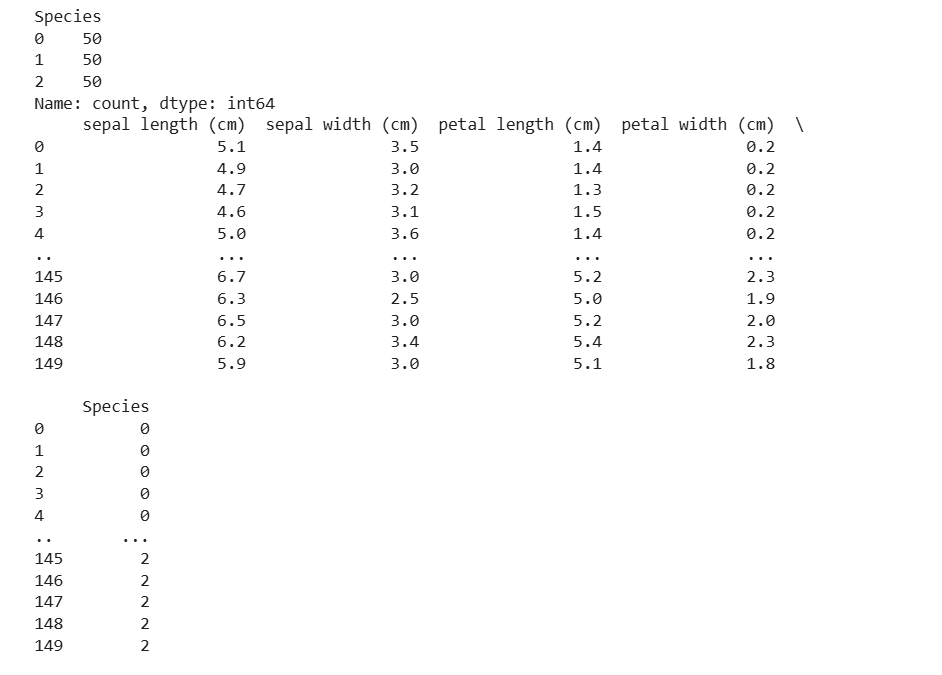 Species
0    50
1    50
2    50
Name: count, dtype: int64
     sepal length (cm)  sepal width (cm)  petal length (cm)  petal width (cm)  \
0                  5.1               3.5                1.4               0.2
1                  4.9               3.0                1.4               0.2
2                  4.7               3.2                1.3               0.2
3                  4.6               3.1                1.5               0.2
4                  5.0               3.6                1.4               0.2
..                 ...               ...                ...               ...
145                6.7               3.0                5.2               2.3
146                6.3               2.5                5.0               1.9
147                6.5               3.0                5.2               2.0
148                6.2               3.4                5.4               2.3
149                5.9               3.0                5.1               1.8
     Species
0          0
1          0
2          0
3          0
4          0
..       ...
145        2
146        2
147        2
148        2
149        2